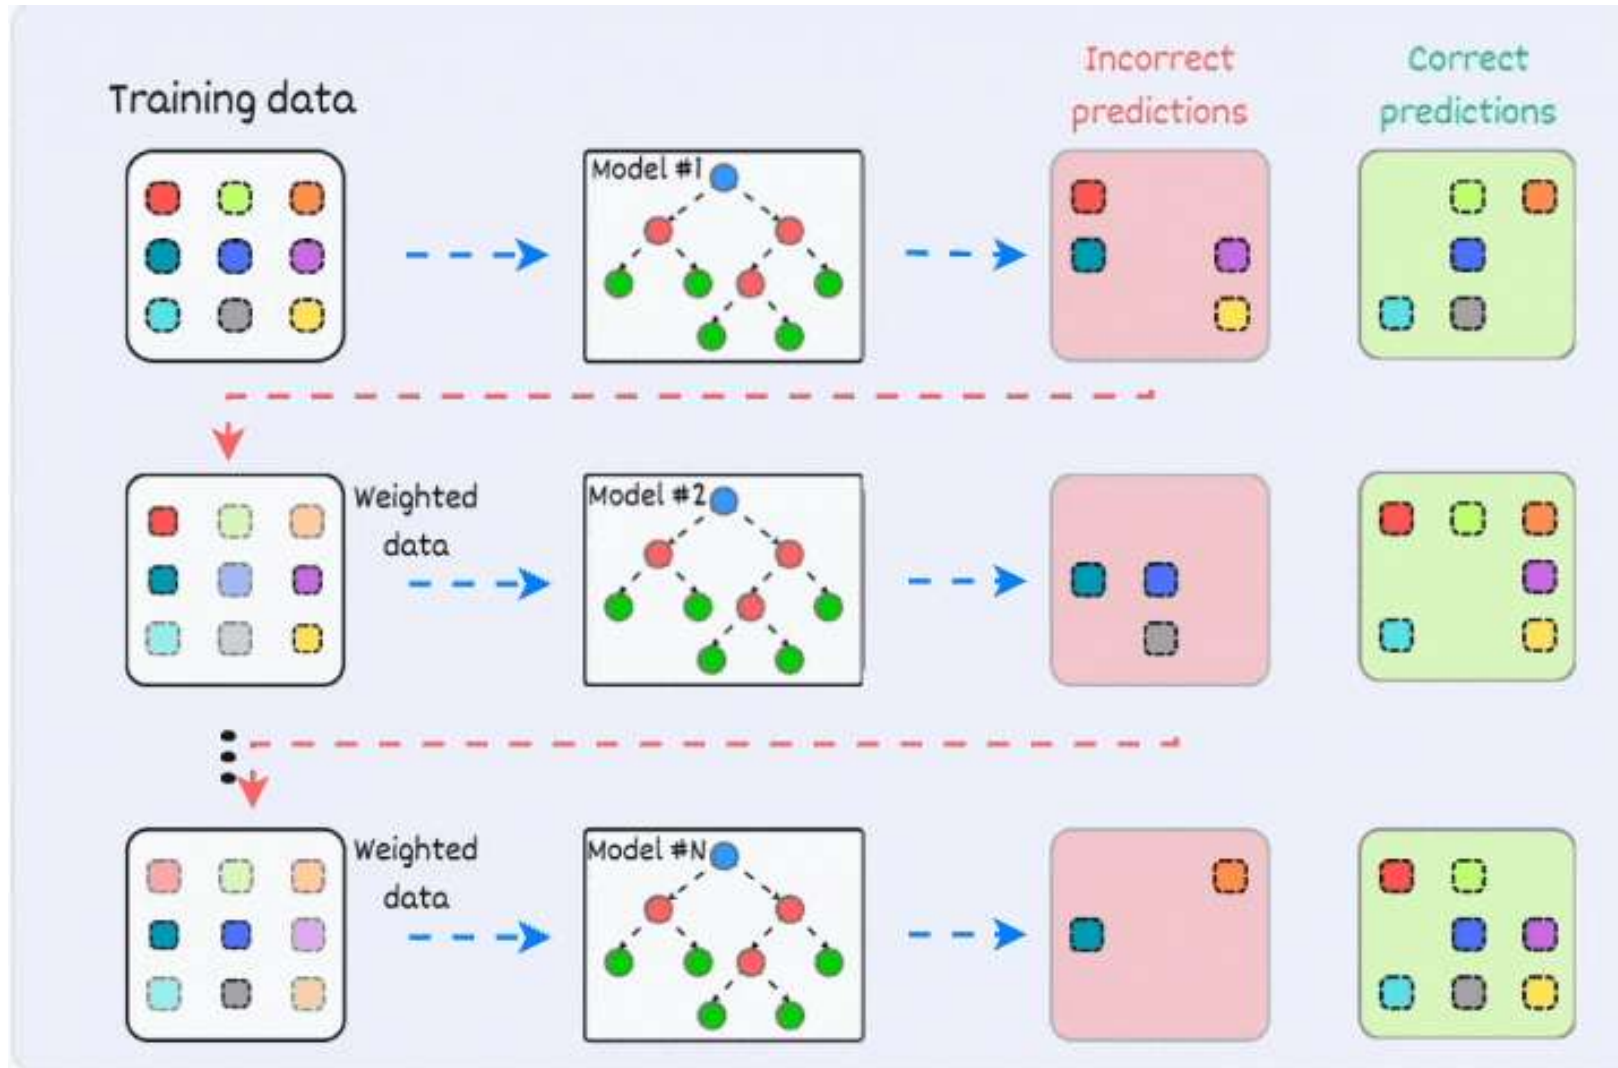 Incorrect
predictions
Correct
predictions
Training data
Model #1
Weighted
data
Model #2
Weighted
data
Model #N